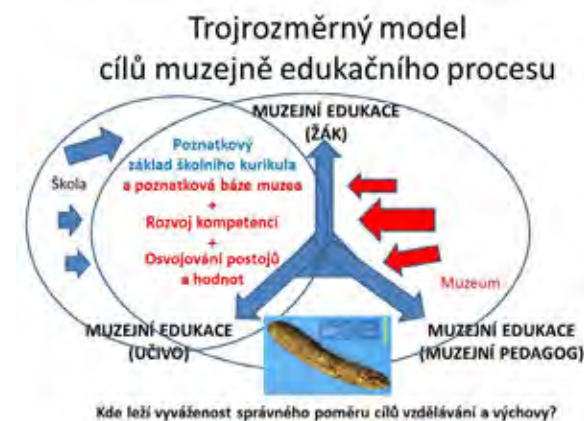 Trojrozměrný model
cílů muzejně edukačního procesu
MUZEJNÍ EDUKACE
(ŽÁK)
Poznatkový
základ školního kurikula
a poznatková báze muzea
+
Rozvoj kompetencí
+
Osvojování postojů
a hodnot
Škola
Muzeum
MUZEJNÍ EDUKACE
(UČIVO)
MUZEJNÍ EDUKACE
(MUZEJNÍ PEDAGOG)
Kde leží vyváženost správného poměru cílů vzdělávání a výchovy?